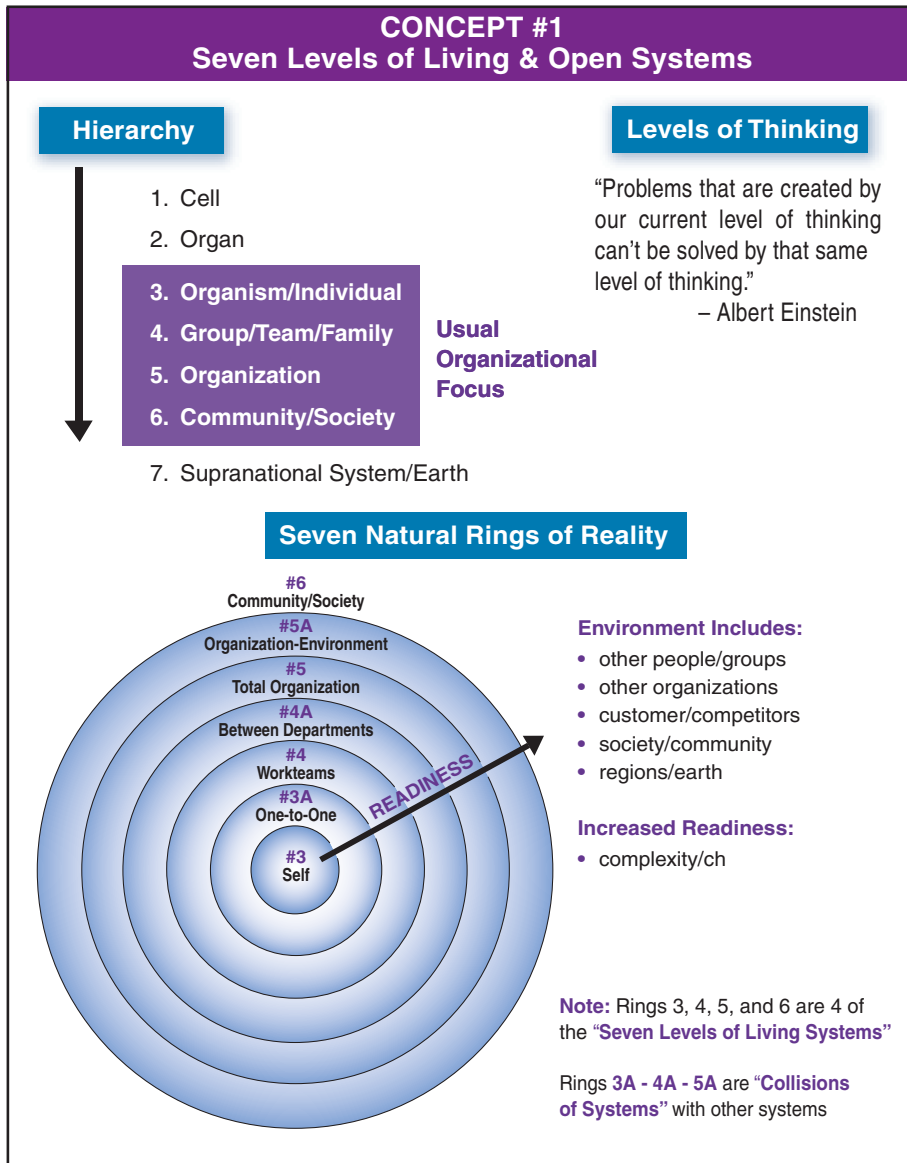 CONCEPT #1
Seven Levels of Living & Open Systems
Hierarchy
1. Cell
2. Organ
3. Organism/Individual
4. Group/Team/Family
5. Organization
6. Community/Society
7. Supranational System/Earth
Usual
Organizational
Focus
Levels of Thinking
“Problems that are created by
our current level of thinking
can’t be solved by that same
level of thinking.”
– Albert Einstein
Seven Natural Rings of Reality
#6
Community/Society
#5A
Organization-Environment
#5
Total Organization
#4A
Between Departments
#4
Workteams
#3A
One-to-One
#3
Self
READINESS
Environment Includes:
• other people/groups
• other organizations
• customer/competitors
• society/community
• regions/earth
Increased Readiness:
• complexity/ch
Note: Rings 3, 4, 5, and 6 are 4 of
the “Seven Levels of Living Systems”
Rings 3A - 4A - 5A are “Collisions
of Systems” with other systems